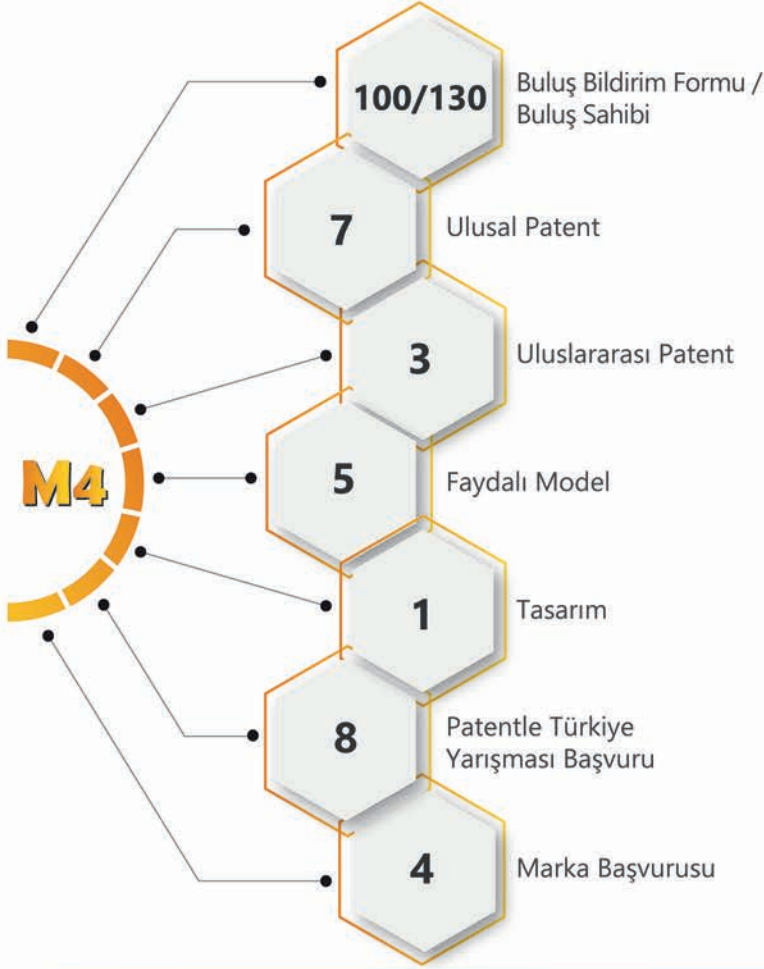 100/130
Buluş Bildirim Formu /
Buluş Sahibi
7
Ulusal Patent
3
Uluslararası Patent
M4
5
Faydalı Model
1
Tasarım
8
Patentle Türkiye
Yarışması Başvuru
4
Marka Başvurusu